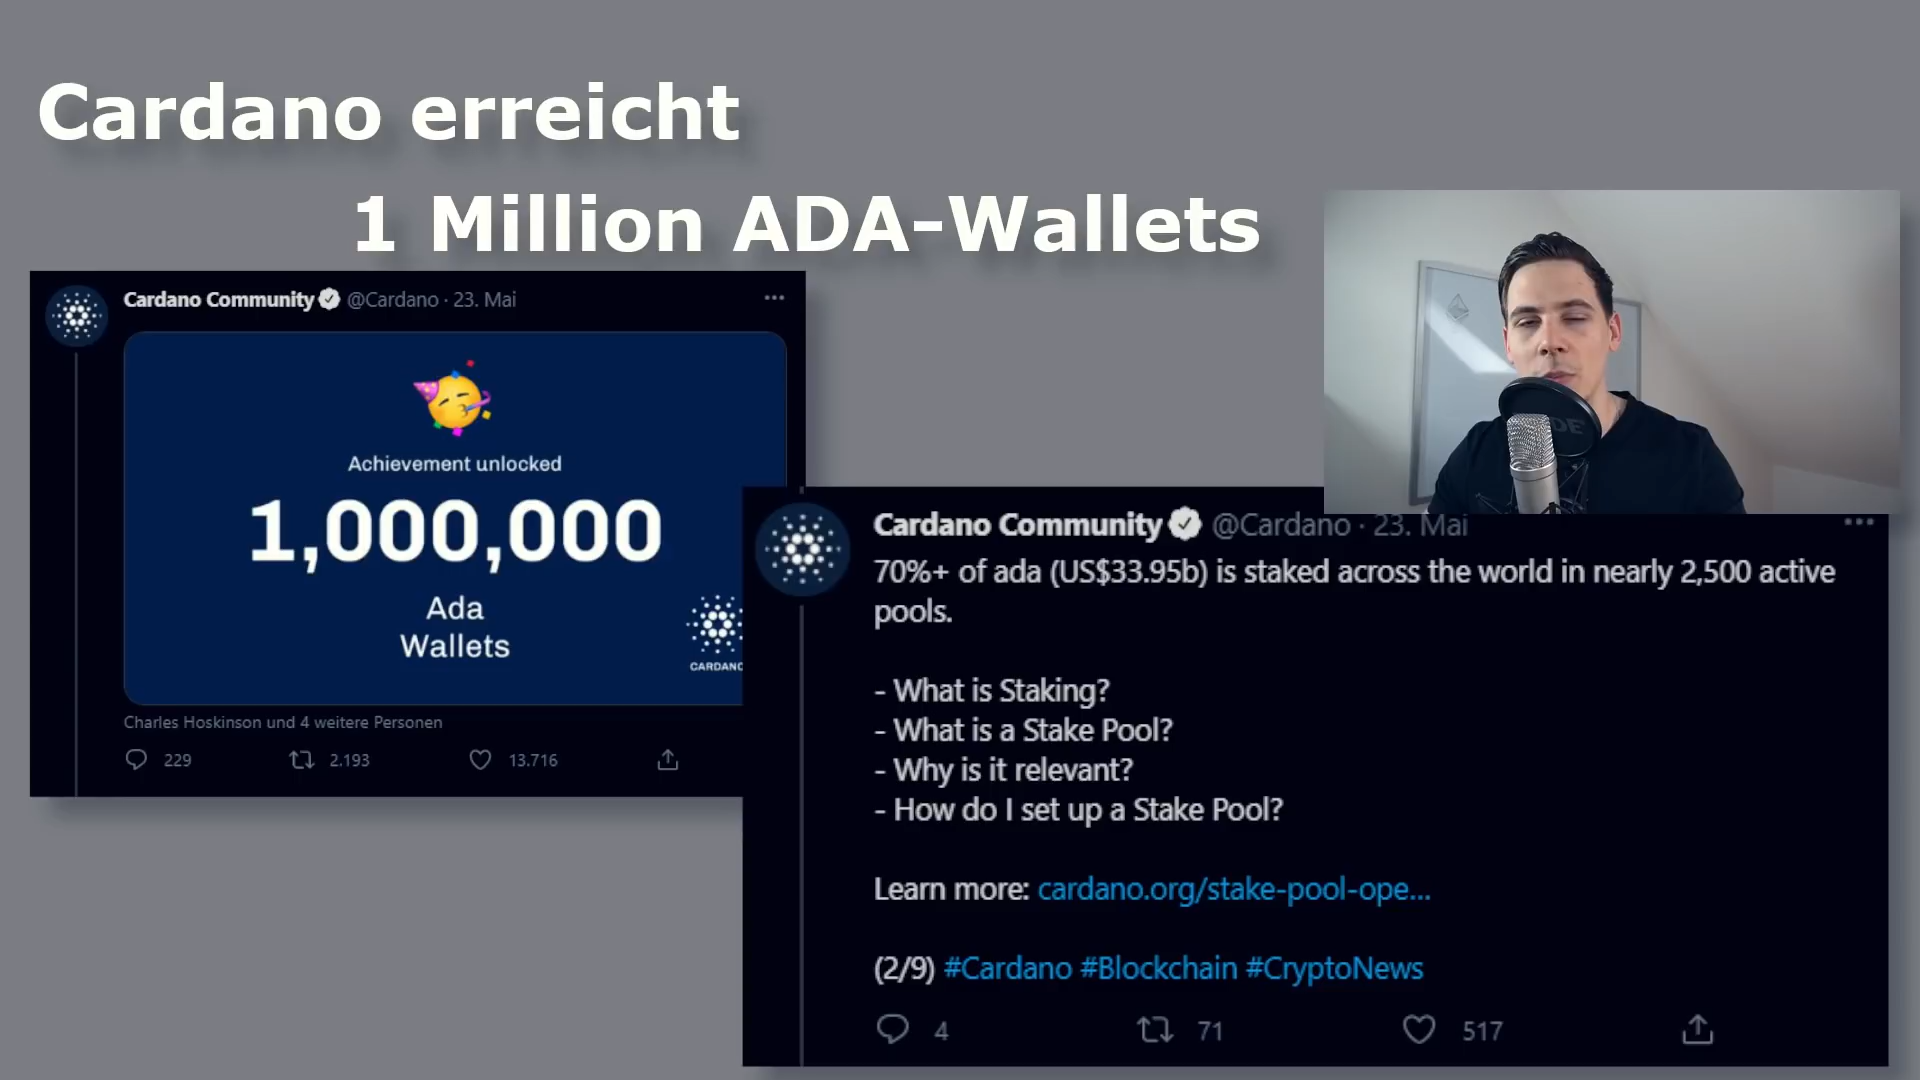 Cardano erreicht
1 Million ADA-Wallets
Cardano Community @Cardano · 23. Mai
Achievement unlocked
1,000,000
Ada
Wallets
CARDANO
Charles Hoskinson und 4 weitere Personen
229 2.193 13.716
Cardano Community @Cardano · 23. Mai
70%+ of ada (US$33.95b) is staked across the world in nearly 2,500 active
pools.
- What is Staking?
- What is a Stake Pool?
- Why is it relevant?
- How do I set up a Stake Pool?
Learn more: cardano.org/stake-pool-ope...
(2/9) #Cardano #Blockchain #CryptoNews
4 71 517